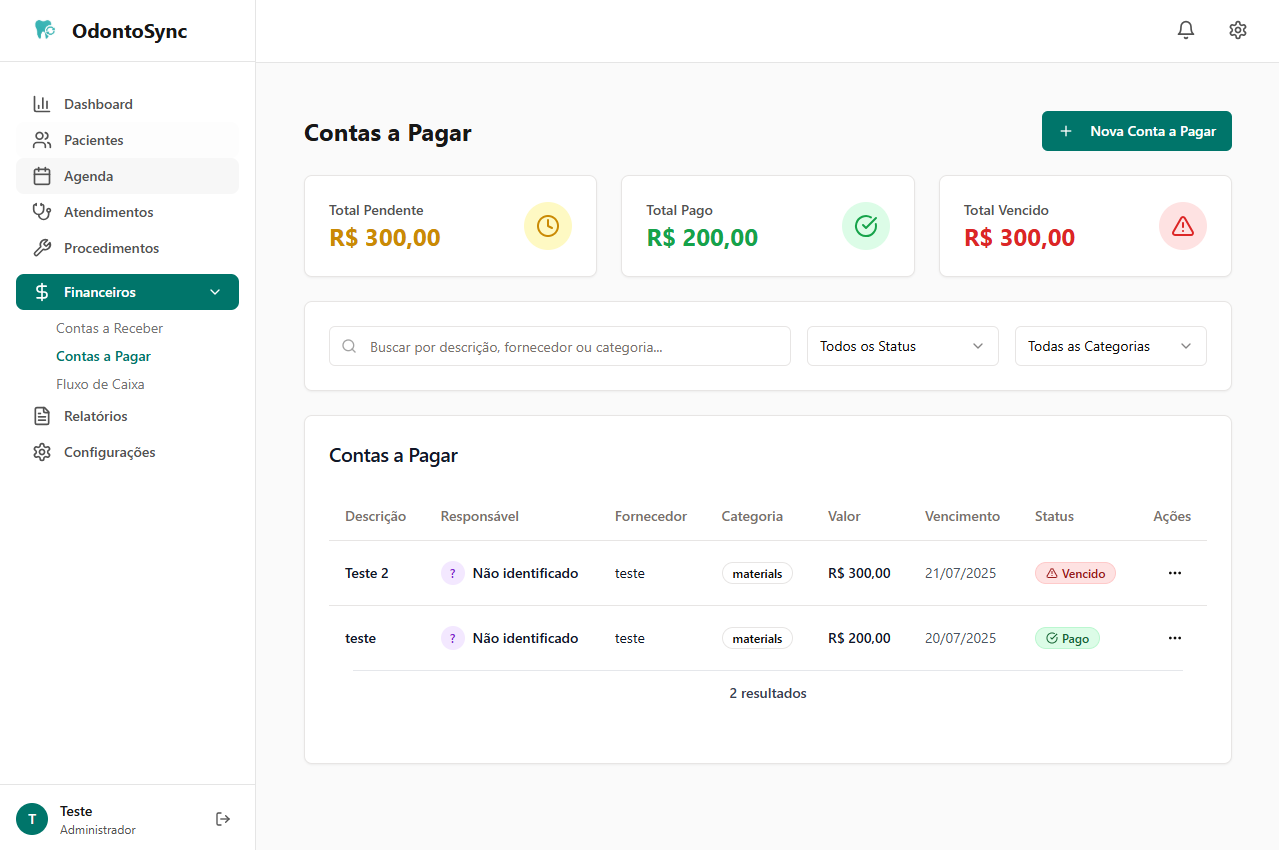 OdontoSync
Dashboard
Pacientes
Agenda
Atendimentos
Procedimentos
Financeiros
Contas a Receber
Contas a Pagar
Fluxo de Caixa
Relatórios
Configurações
T
Teste
Administrador
Contas a Pagar
Nova Conta a Pagar
Total Pendente
R$ 300,00
Total Pago
R$ 200,00
Total Vencido
R$ 300,00
Buscar por descrição, fornecedor ou categoria...
Todos os Status
Todas as Categorias
Contas a Pagar
Descrição Responsável Fornecedor Categoria Valor Vencimento Status Ações
Teste 2 ? Não identificado teste materials R$ 300,00 21/07/2025 Vencido
teste ? Não identificado teste materials R$ 200,00 20/07/2025 Pago
2 resultados